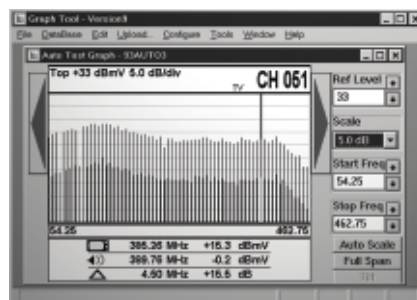 Graph Tool - Version9
File DataBase Edit Upload... Configure Tools Window Help
Auto Test Graph - 93AUTO3
Top +33 dBmV 5.0 dB/div
TV
CH 051
54.25
462.75
385.25 MHz +15.3 dBmV
389.75 MHz -0.2 dBmV
4.50 MHz +15.5 dB
Ref Level
33
Scale
5.0 dB
Start Freq
54.25
Stop Freq
462.75
Auto Scale
Full Span
Tilt